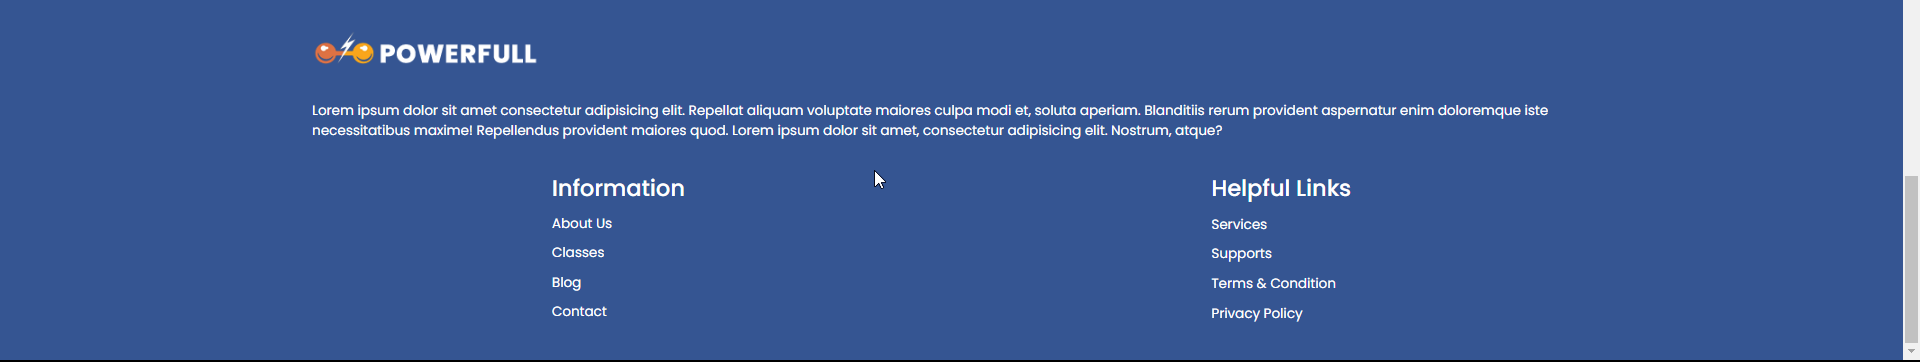 POWERFULL
Lorem ipsum dolor sit amet consectetur adipisicing elit. Repellat aliquam voluptate maiores culpa modi et, soluta aperiam. Blanditiis rerum provident aspernatur enim doloremque iste
necessitatibus maxime! Repellendus provident maiores quod. Lorem ipsum dolor sit amet, consectetur adipisicing elit. Nostrum, atque?
Information
About Us
Classes
Blog
Contact
Helpful Links
Services
Supports
Terms & Condition
Privacy Policy